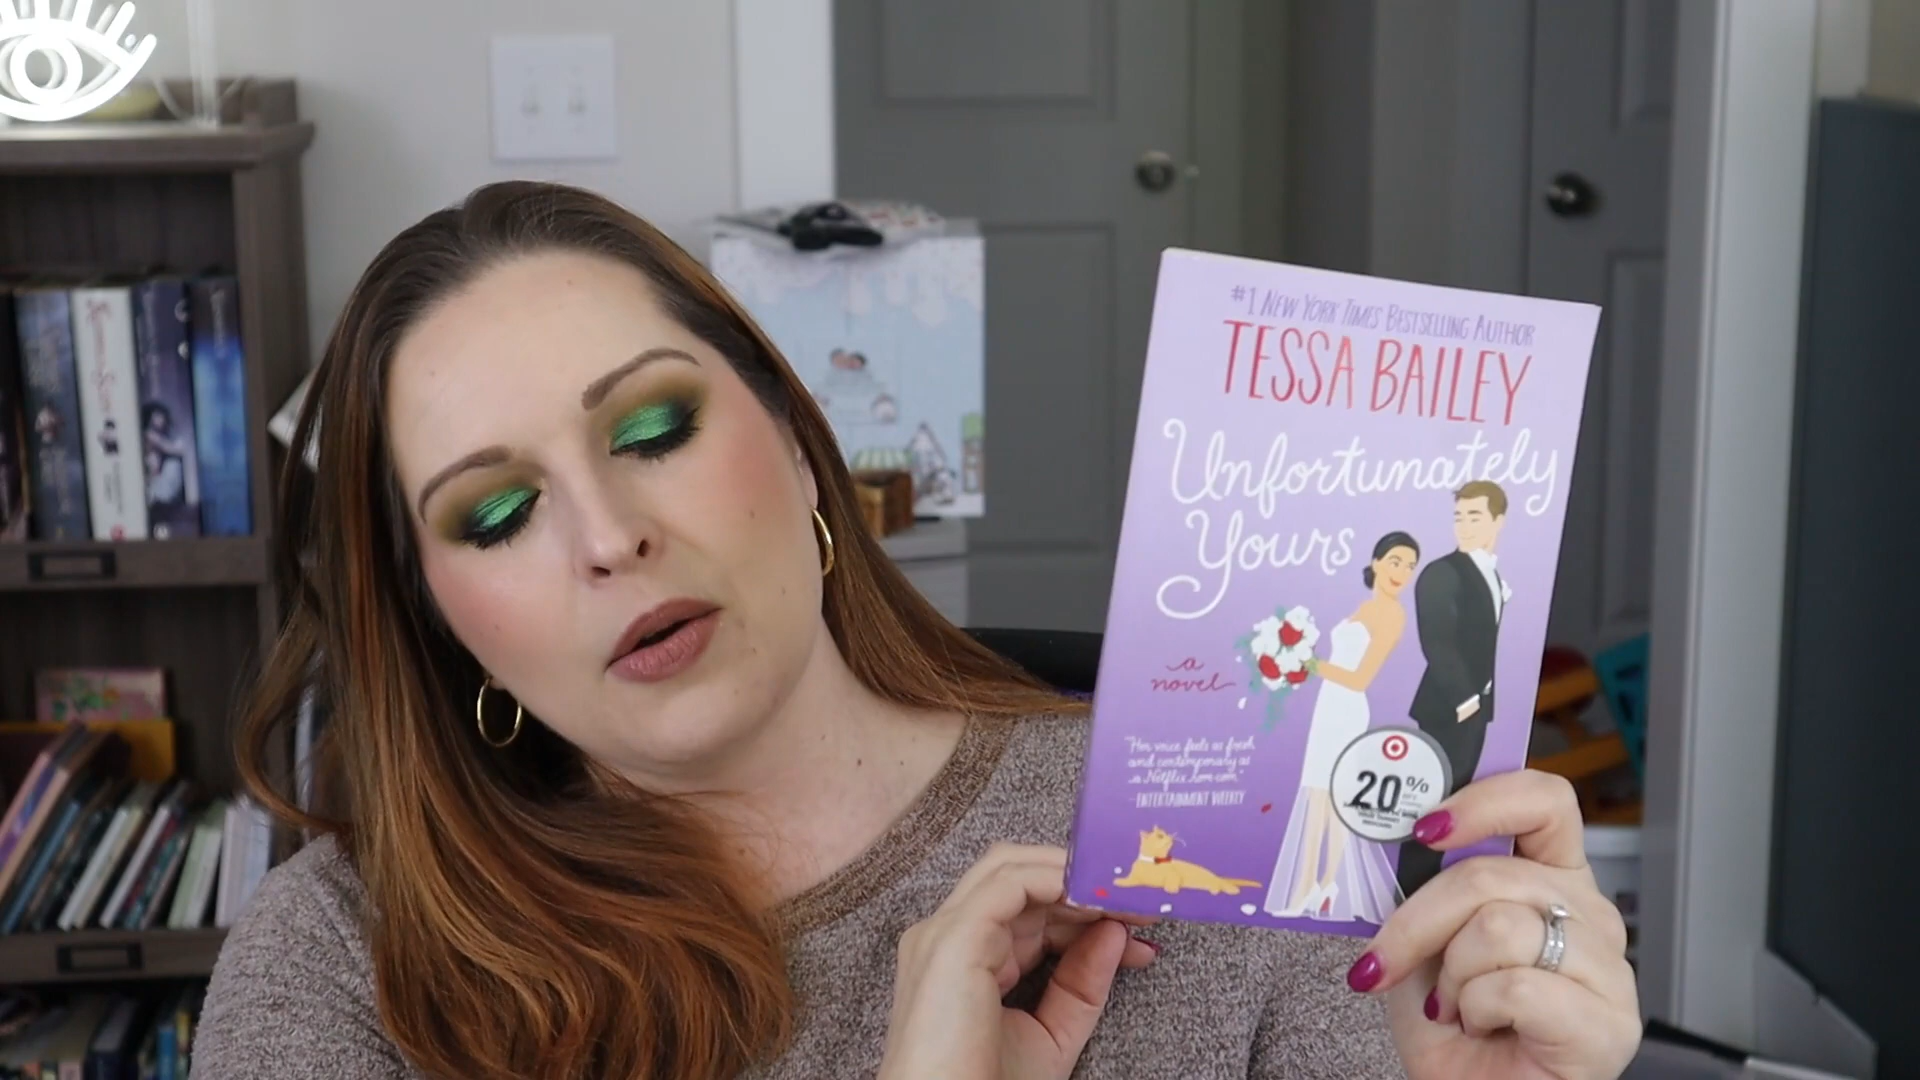 #1 NEW YORK TIMES BESTSELLING AUTHOR
TESSA BAILEY
Unfortunately
Yours
a
novel
"Her voice feels as fresh
and contemporary as
a Netflix rom-com"
—ENTERTAINMENT WEEKLY
20%